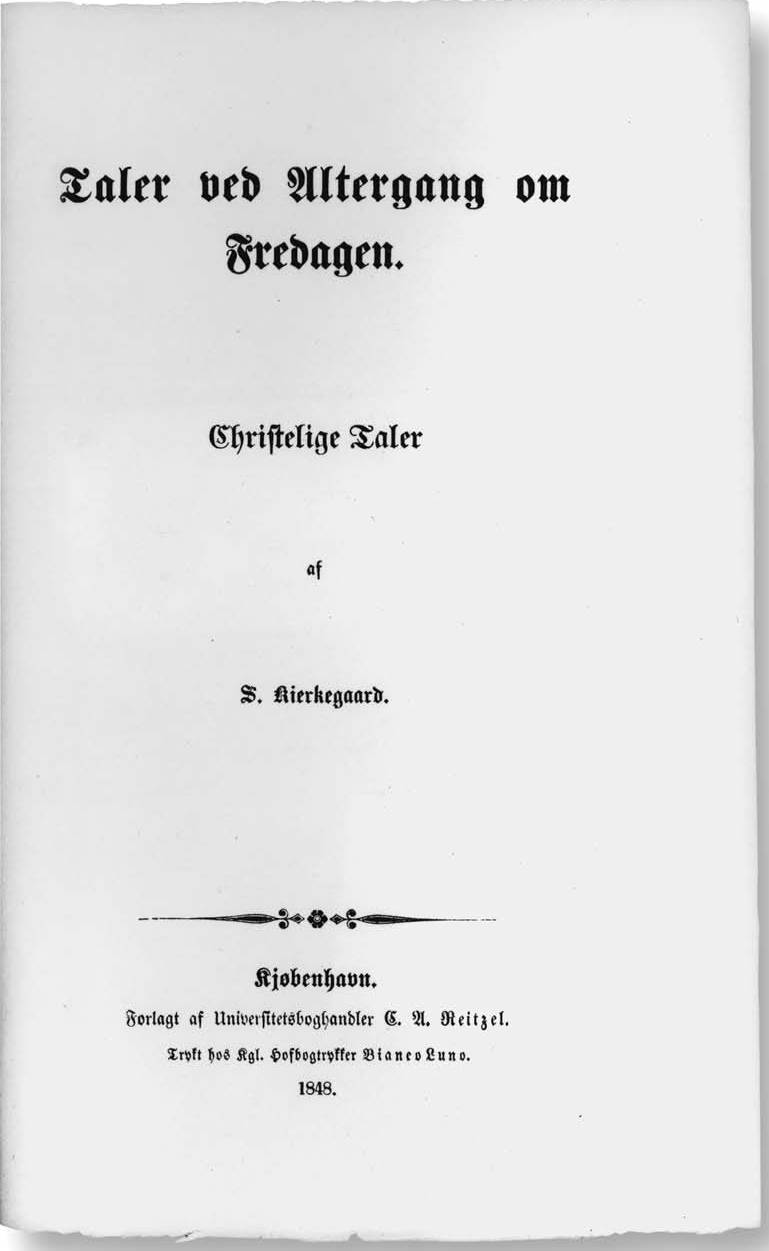 Taler ved Altergang om
Fredagen.
Christelige Taler
af
S. Kierkegaard.
Kjøbenhavn.
Forlagt af Universitetsboghandler C. A. Reitzel.
Trykt hos Kgl. Hofbogtrykker Bianco Luno.
1848.